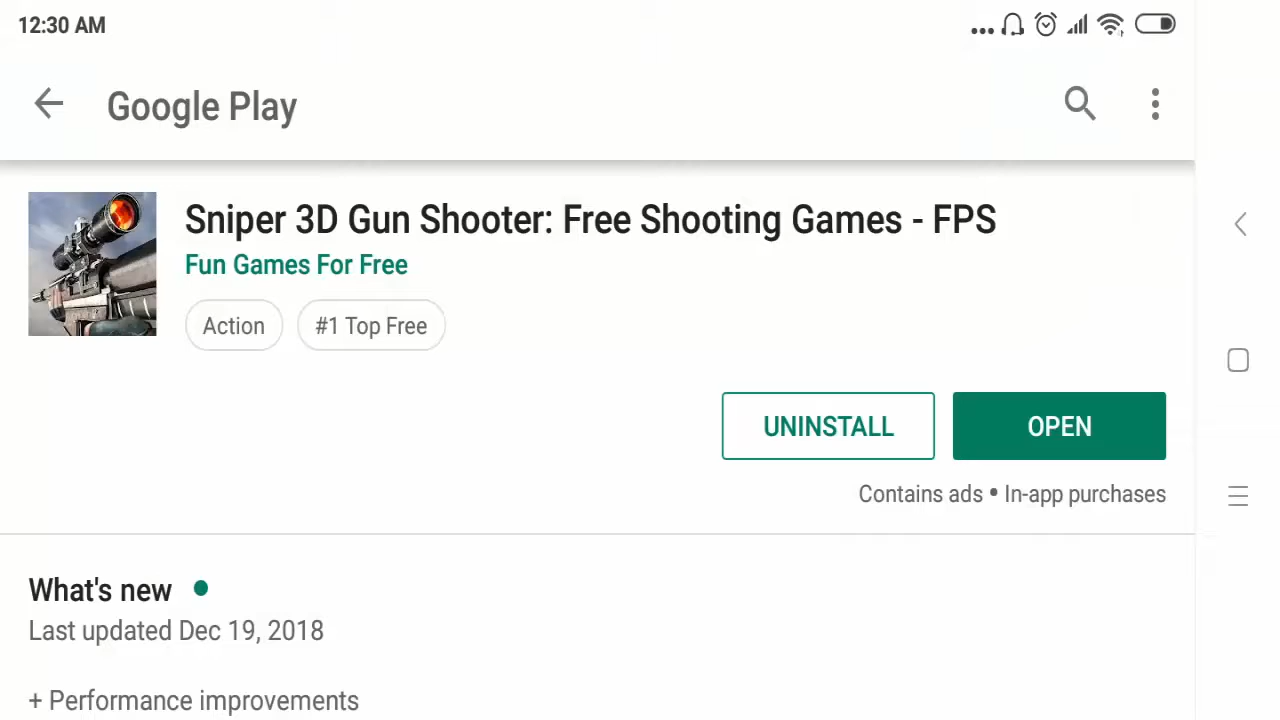 12:30 AM
Google Play
Sniper 3D Gun Shooter: Free Shooting Games - FPS
Fun Games For Free
Action
#1 Top Free
UNINSTALL
OPEN
Contains ads • In-app purchases
What's new
Last updated Dec 19, 2018
+ Performance improvements